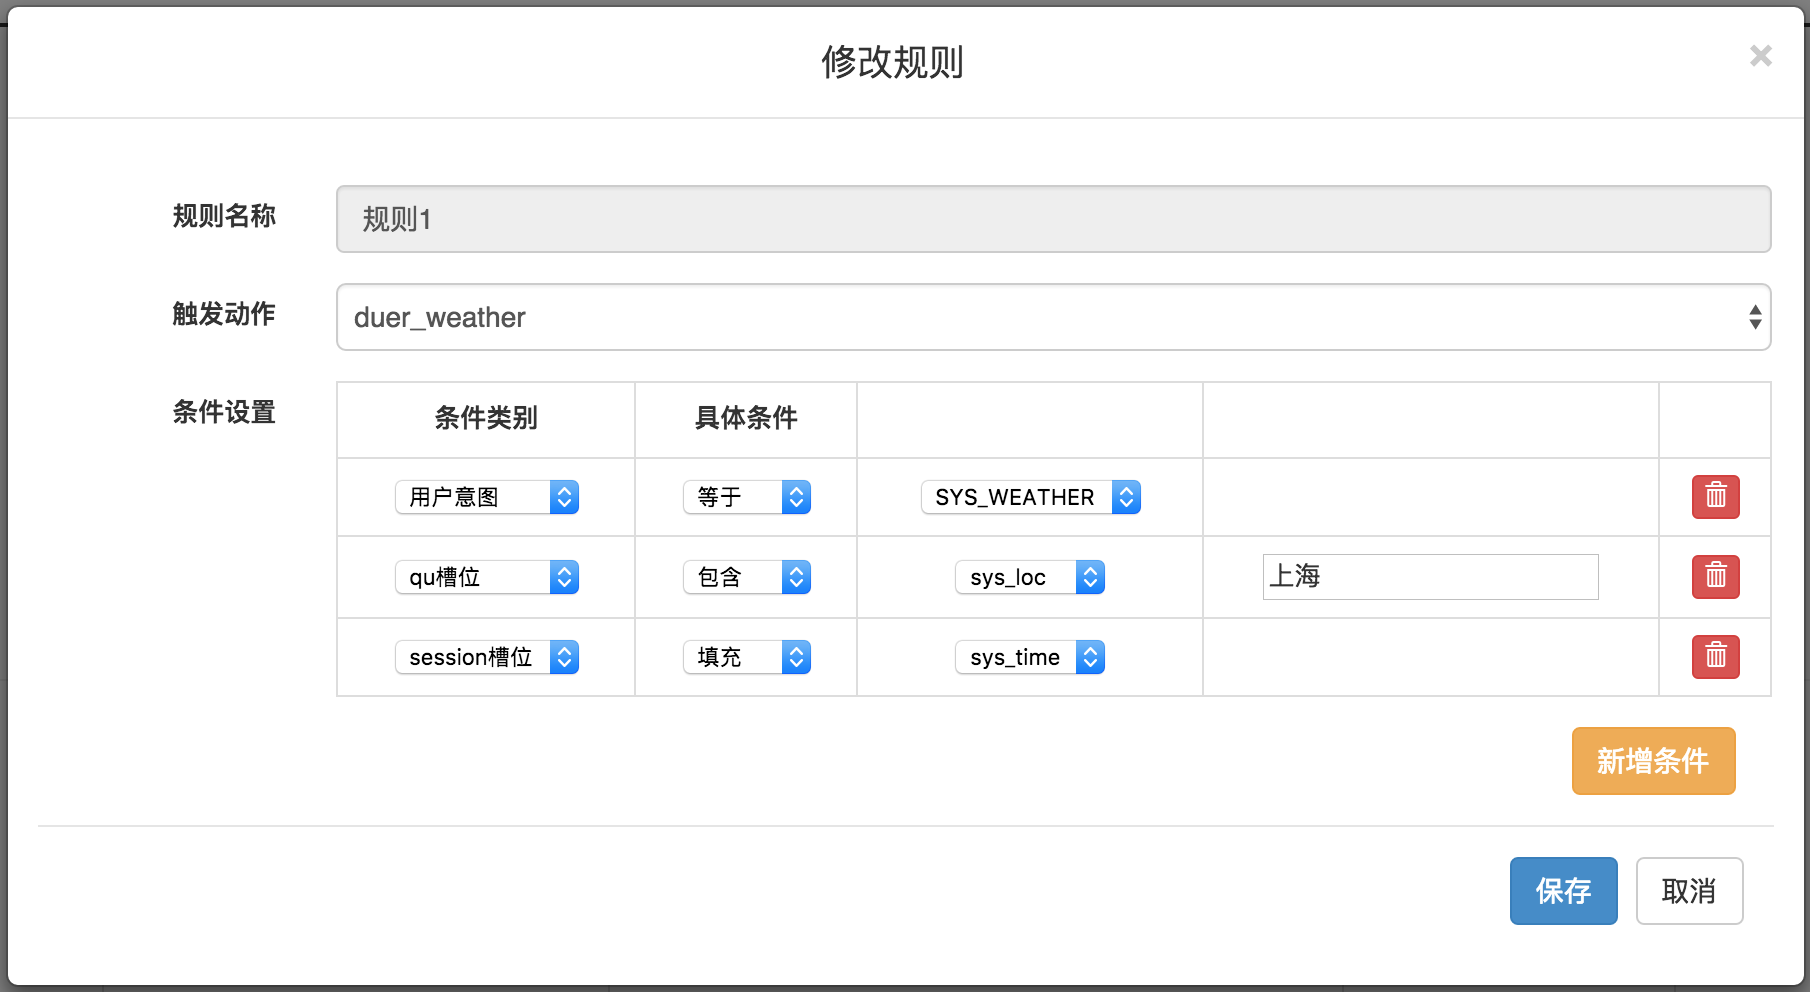 修改规则
规则名称 规则1
触发动作 duer_weather
条件设置 条件类别 具体条件
用户意图 等于 SYS_WEATHER
qu槽位 包含 sys_loc 上海
session槽位 填充 sys_time
新增条件
保存 取消